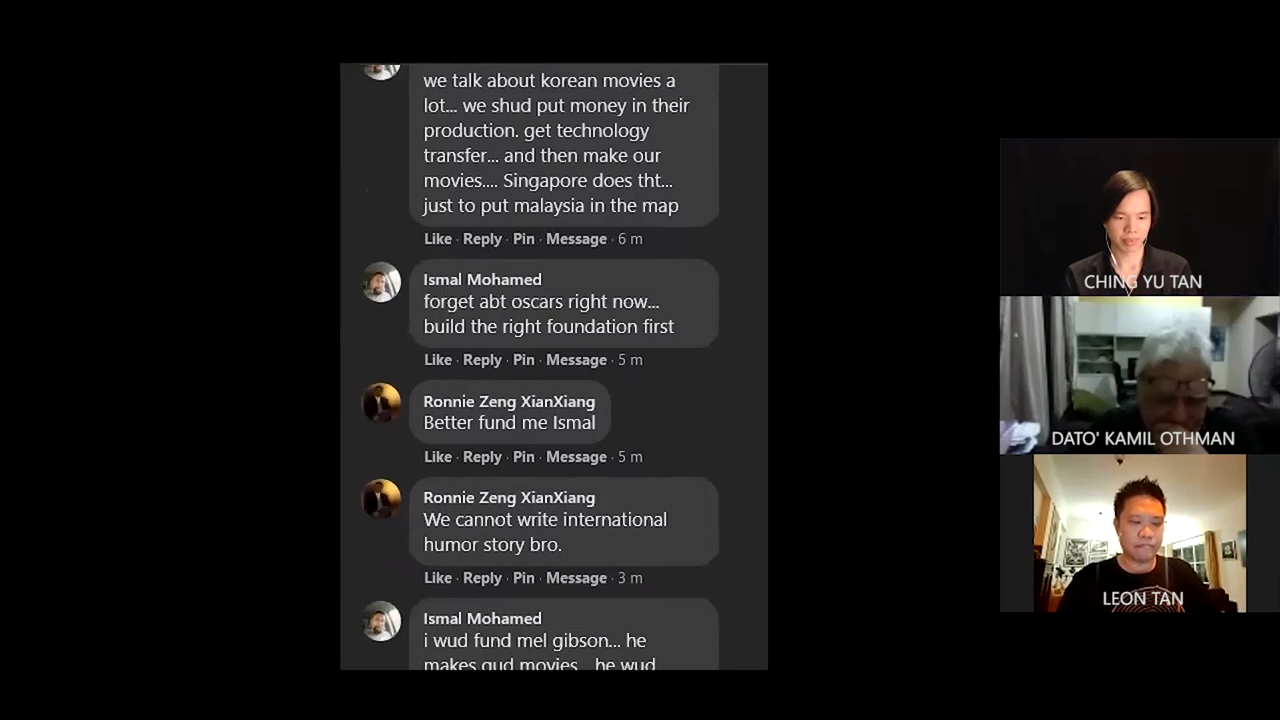 we talk about korean movies a
lot... we shud put money in their
production. get technology
transfer... and then make our
movies.... Singapore does tht...
just to put malaysia in the map
Like · Reply · Pin · Message · 6 m
Ismal Mohamed
forget abt oscars right now...
build the right foundation first
Like · Reply · Pin · Message · 5 m
Ronnie Zeng XianXiang
Better fund me Ismal
Like · Reply · Pin · Message · 5 m
Ronnie Zeng XianXiang
We cannot write international
humor story bro.
Like · Reply · Pin · Message · 3 m
Ismal Mohamed
i wud fund mel gibson... he
makes gud movies... he wud
CHING YU TAN
DATO' KAMIL OTHMAN
LEON TAN